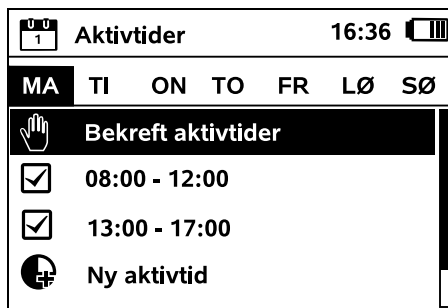 1 Aktivtider 16:36
MA TI ON TO FR LØ SØ
Bekreft aktivtider
08:00 - 12:00
13:00 - 17:00
Ny aktivtid